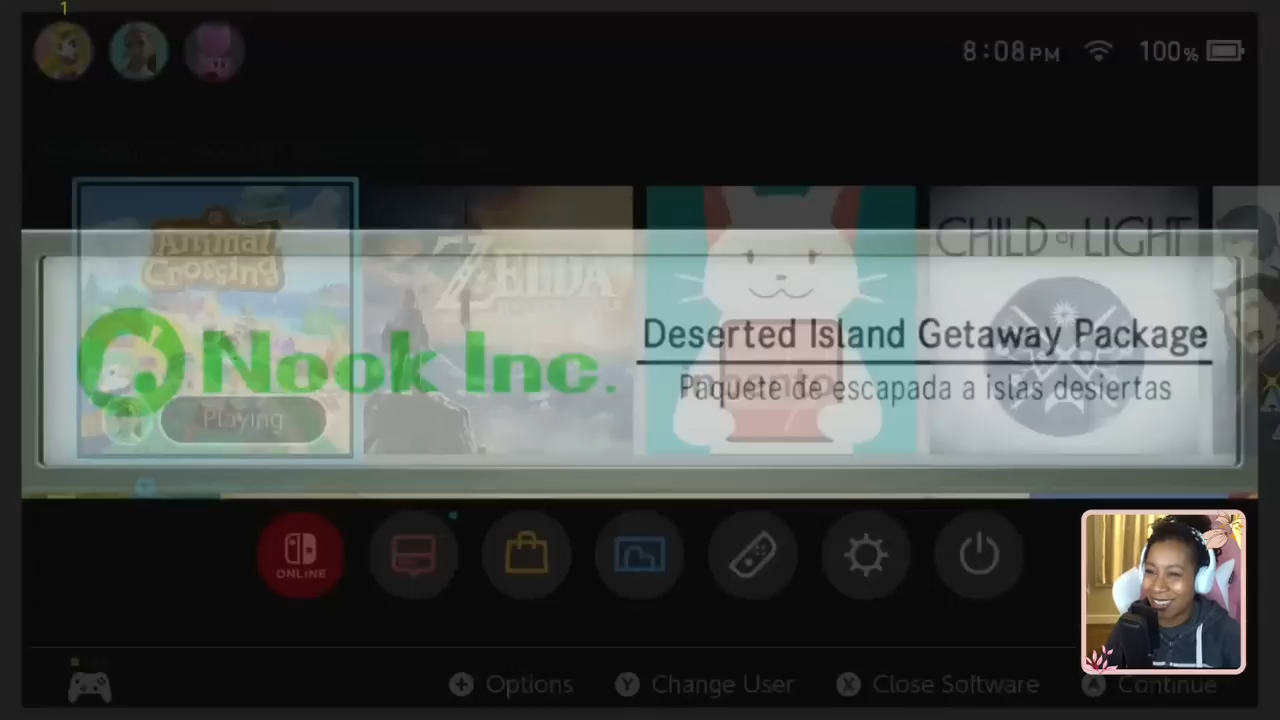 1
8:08 PM 100%
Animal
Crossing
ZELDA
CHILD of LIGHT
Nook Inc.
Deserted Island Getaway Package
Paquete de escapada a islas desiertas
Playing
ONLINE
Options
Change User
Close Software
Continue